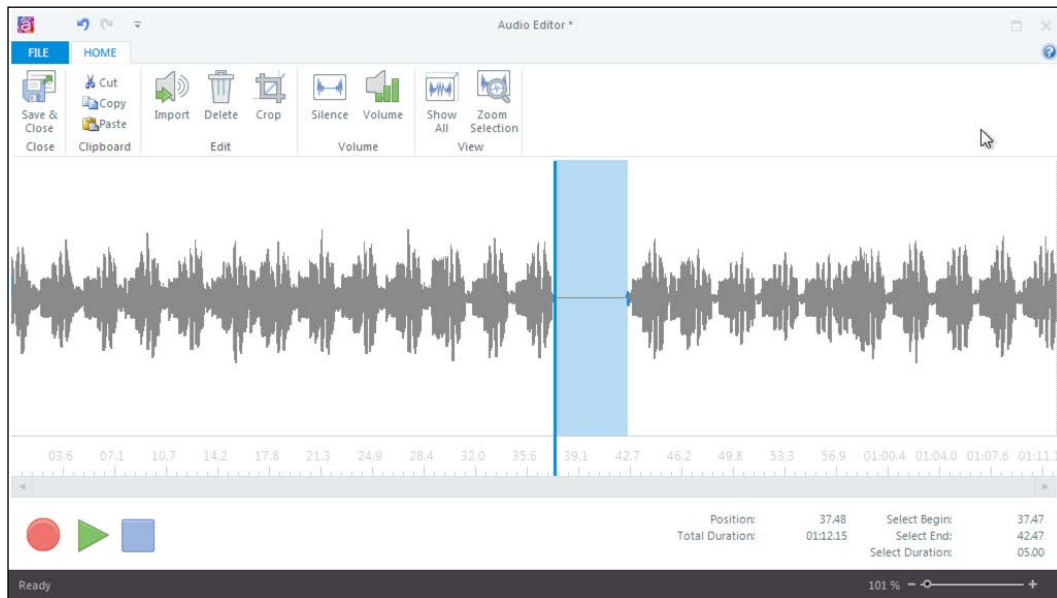 Audio Editor *
FILE HOME
Save & Close
Cut
Copy
Paste
Import Delete Crop
Silence Volume
Show All
Zoom Selection
Close Clipboard Edit Volume View
03.6 07.1 10.7 14.2 17.8 21.3 24.9 28.4 32.0 35.6 39.1 42.7 46.2 49.8 53.3 56.9 01:00.4 01:04.0 01:07.6 01:11.1
Position: 37.48 Select Begin: 37.47
Total Duration: 01:12.15 Select End: 42.47
Select Duration: 05.00
Ready 101 %